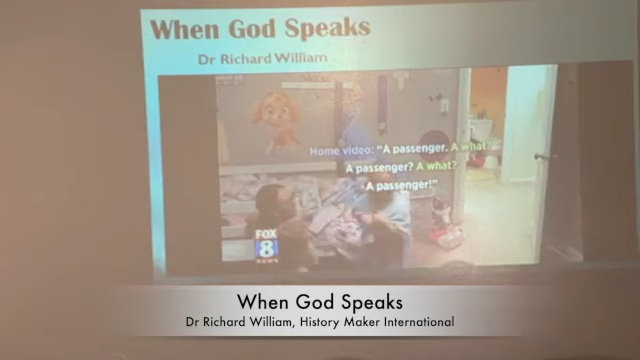 When God Speaks
Dr Richard William
Home video: "A passenger. A what?
A passenger? A what?
A passenger!"
FOX
8
NEWS
When God Speaks
Dr Richard William, History Maker International